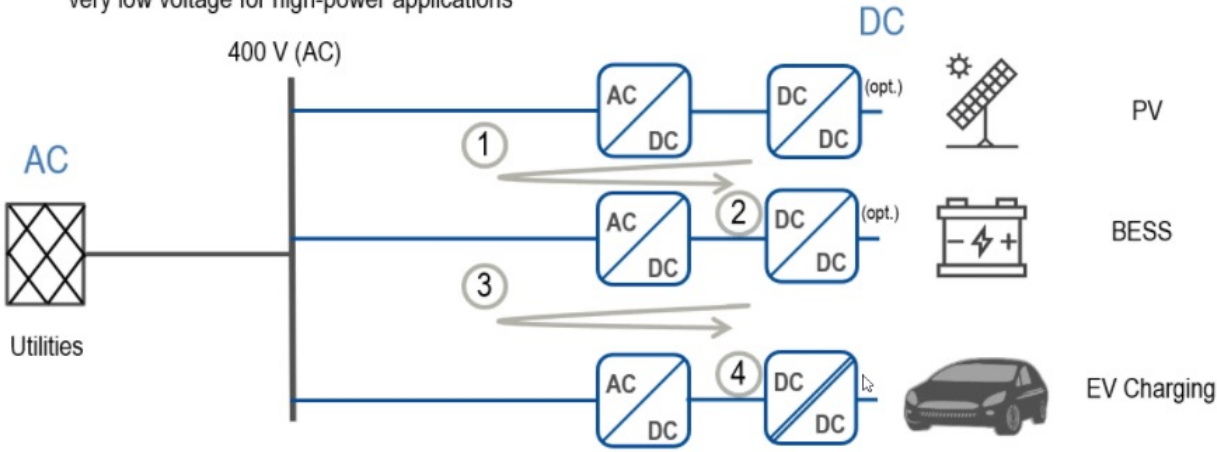 very low voltage for high-power applications
DC
400 V (AC)
AC
DC
DC
DC
(opt.)
PV
1
AC
AC
DC
2
DC
DC
(opt.)
BESS
3
Utilities
AC
DC
4
DC
DC
EV Charging